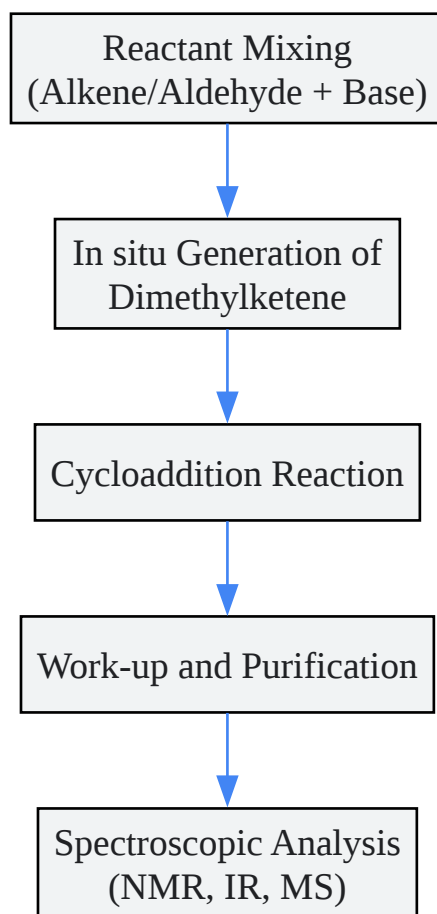 Reactant Mixing
(Alkene/Aldehyde + Base)
In situ Generation of
Dimethylketene
Cycloaddition Reaction
Work-up and Purification
Spectroscopic Analysis
(NMR, IR, MS)